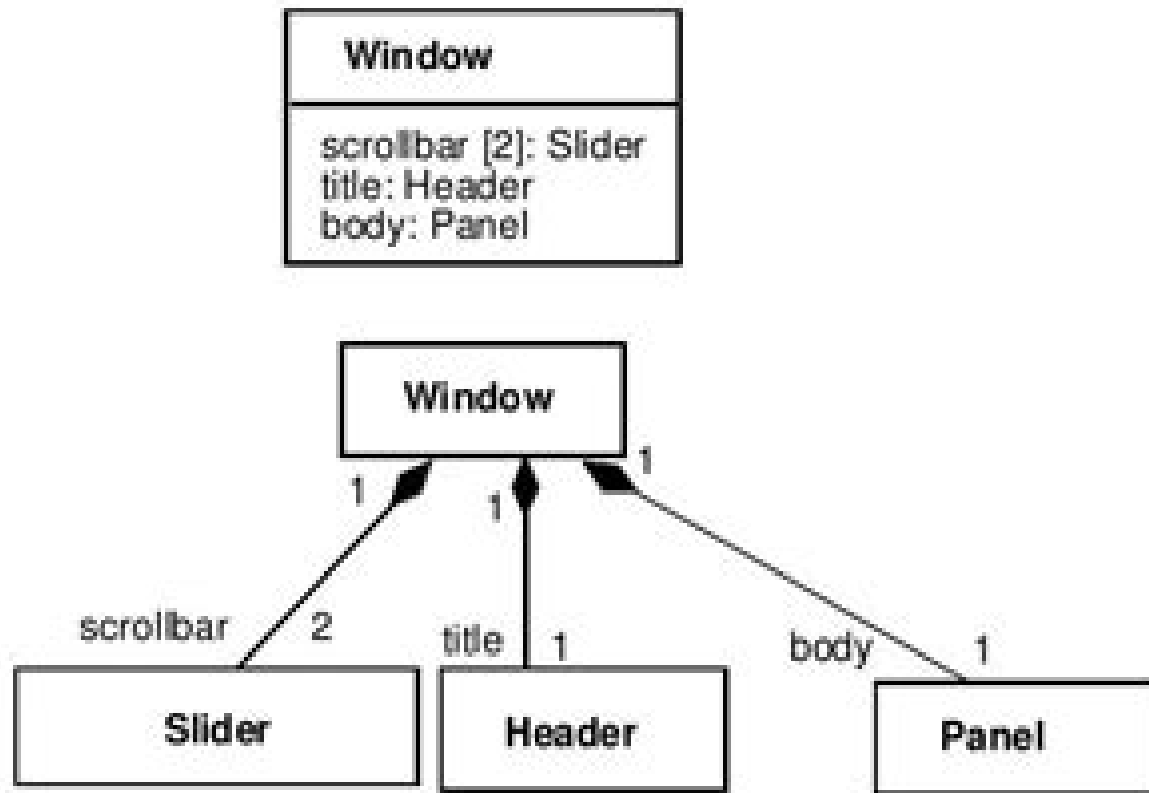 Window
scrollbar [2]: Slider
title: Header
body: Panel
Window
1
1
1
scrollbar
2
title
1
body
1
Slider
Header
Panel